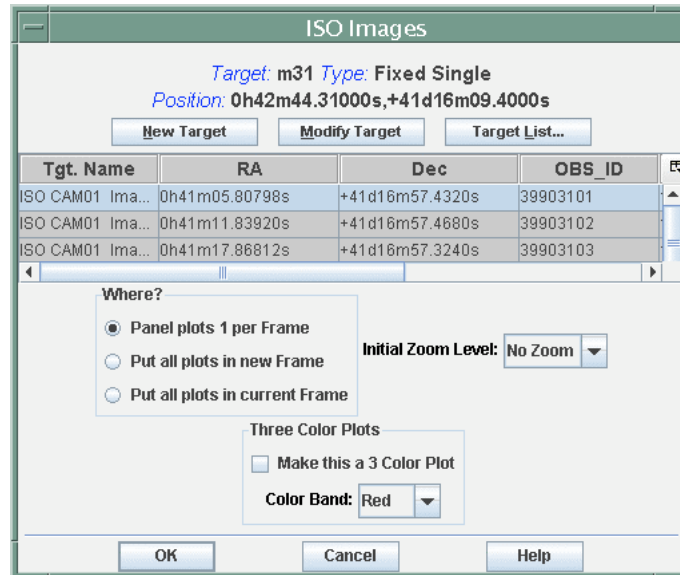 ISO Images
Target: m31 Type: Fixed Single
Position: 0h42m44.31000s,+41d16m09.4000s
New Target Modify Target Target List...
Tgt. Name RA Dec OBS_ID
ISO CAM01 Ima... 0h41m05.80798s +41d16m57.4320s 39903101
ISO CAM01 Ima... 0h41m11.83920s +41d16m57.4680s 39903102
ISO CAM01 Ima... 0h41m17.86812s +41d16m57.3240s 39903103
Where?
Panel plots 1 per Frame
Put all plots in new Frame
Put all plots in current Frame
Initial Zoom Level: No Zoom
Three Color Plots
Make this a 3 Color Plot
Color Band: Red
OK Cancel Help